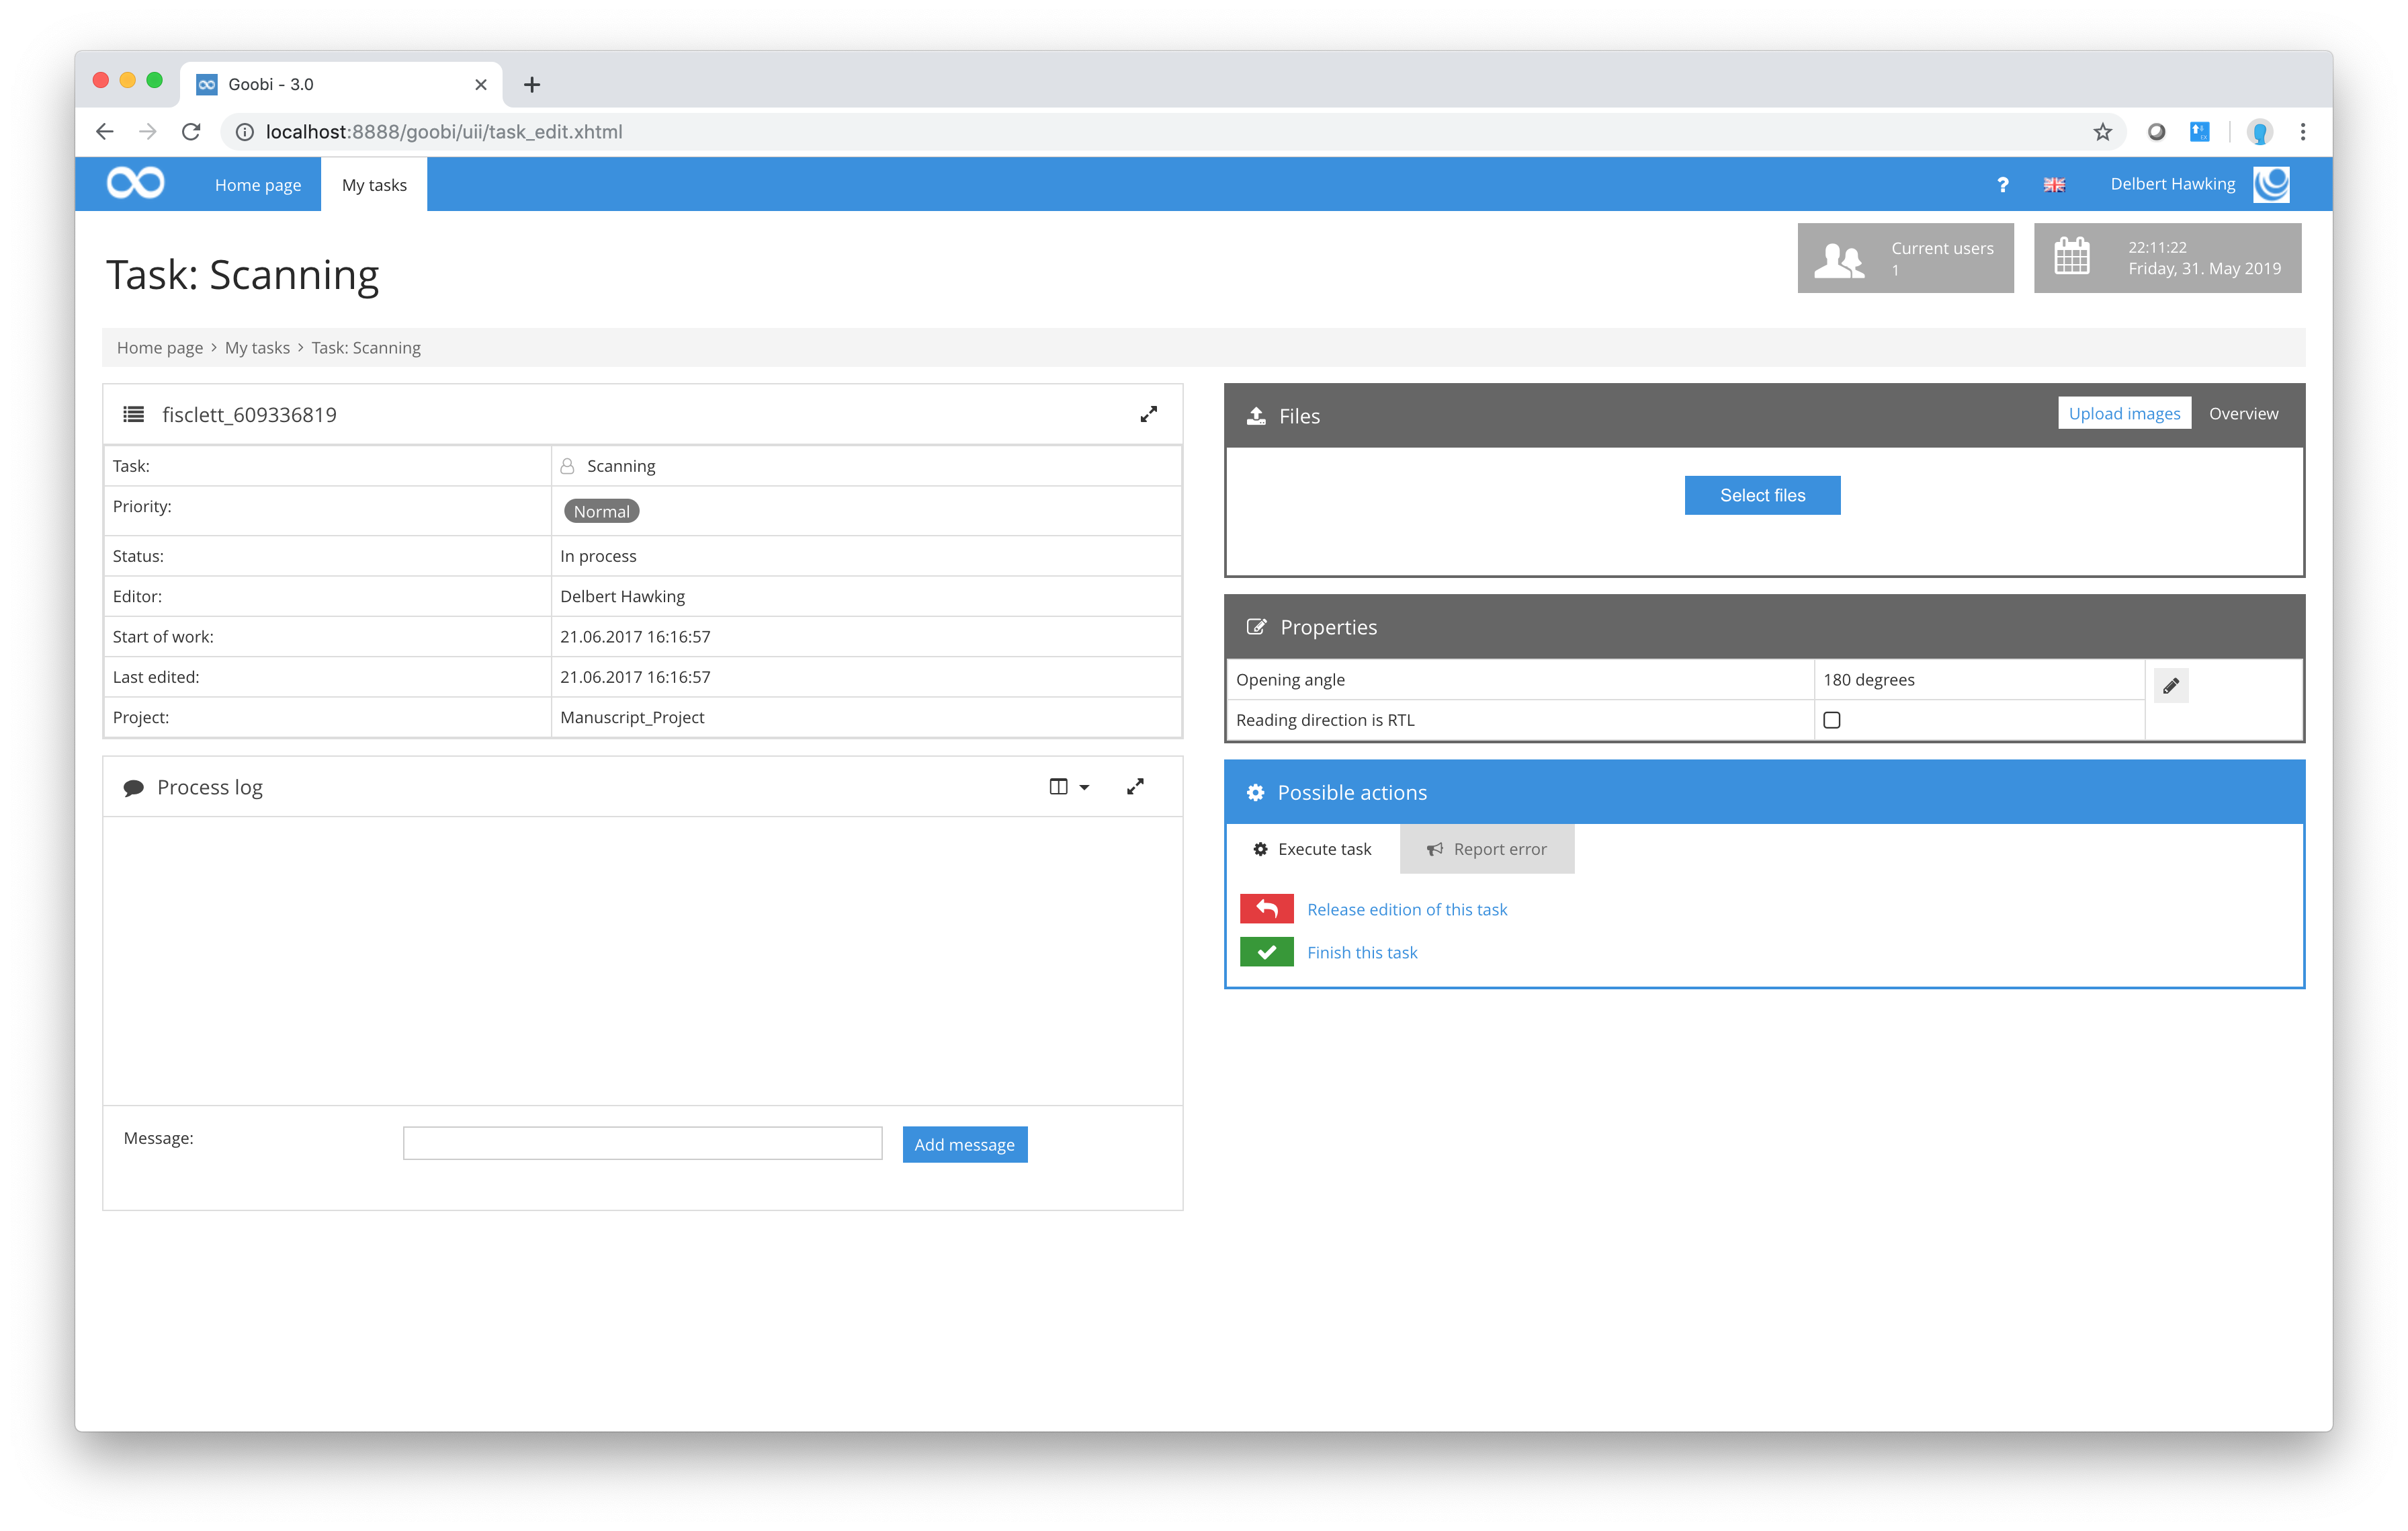 Goobi - 3.0
localhost:8888/goobi/uii/task_edit.xhtml
Home page
My tasks
?
Delbert Hawking
Task: Scanning
Current users
1
22:11:22
Friday, 31. May 2019
Home page > My tasks > Task: Scanning
fisclett_609336819
Task: Scanning
Priority: Normal
Status: In process
Editor: Delbert Hawking
Start of work: 21.06.2017 16:16:57
Last edited: 21.06.2017 16:16:57
Project: Manuscript_Project
Process log
Message: Add message
Files
Upload images
Overview
Select files
Properties
Opening angle 180 degrees
Reading direction is RTL
Possible actions
Execute task
Report error
Release edition of this task
Finish this task